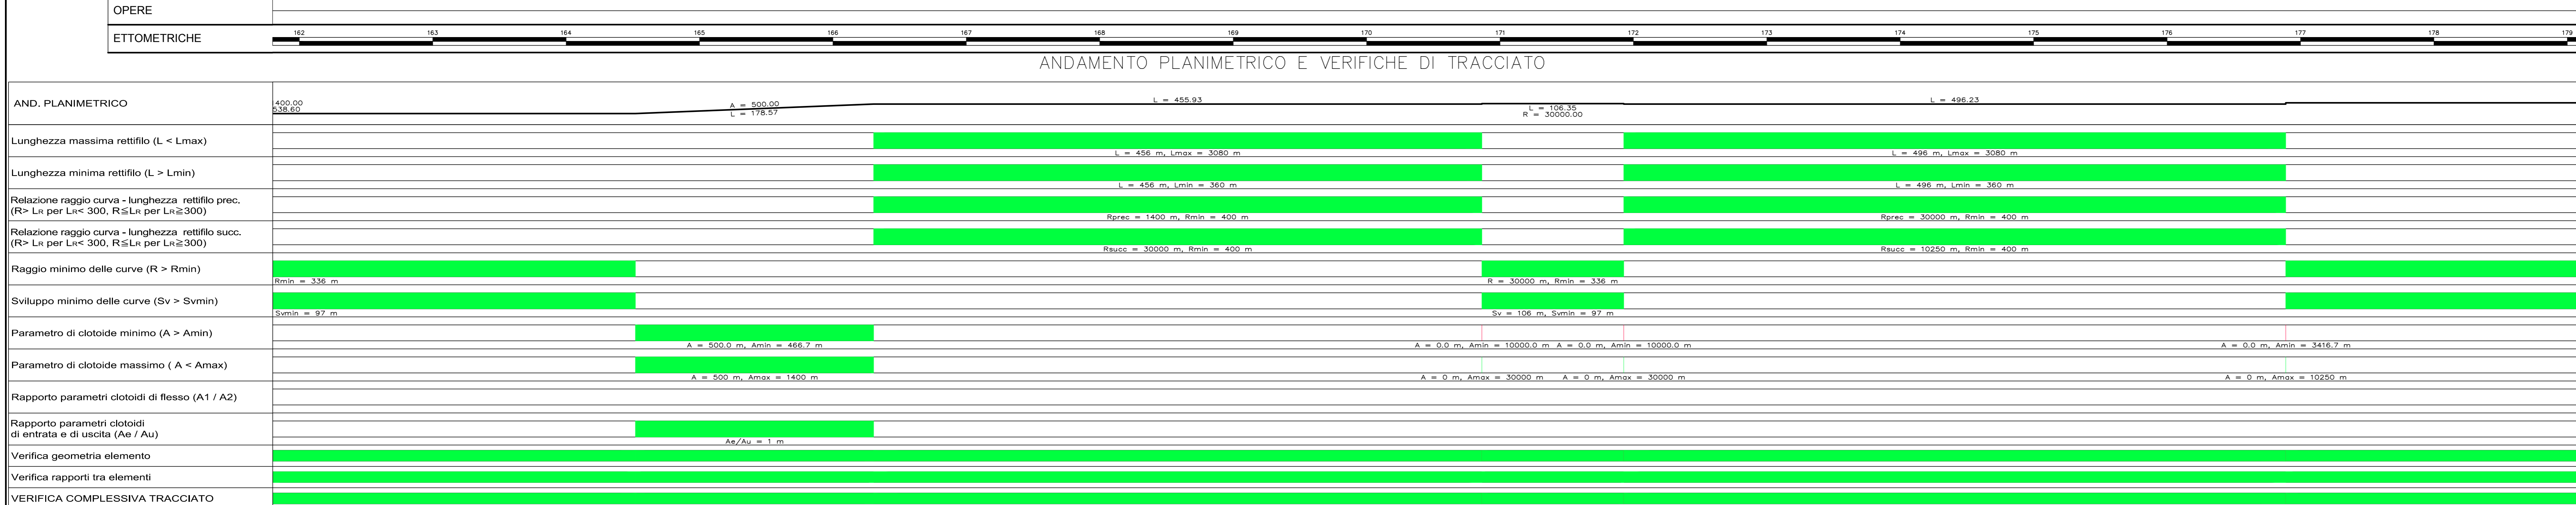 OPERE
ETTOMETRICHE
162 163 164 165 166 167 168 169 170 171 172 173 174 175 176 177 178 179
ANDAMENTO PLANIMETRICO E VERIFICHE DI TRACCIATO
AND. PLANIMETRICO
400.00
538.60
A = 500.00
L = 178.57
L = 455.93
L = 106.35
R = 30000.00
L = 496.23
Lunghezza massima rettifilo (L < Lmax)
L = 456 m, Lmax = 3080 m
L = 496 m, Lmax = 3080 m
Lunghezza minima rettifilo (L > Lmin)
L = 456 m, Lmin = 360 m
L = 496 m, Lmin = 360 m
Relazione raggio curva - lunghezza rettifilo prec.
(R> LR per LR< 300, R≦LR per LR≧300)
Rprec = 1400 m, Rmin = 400 m
Rprec = 30000 m, Rmin = 400 m
Relazione raggio curva - lunghezza rettifilo succ.
(R> LR per LR< 300, R≦LR per LR≧300)
Rsucc = 30000 m, Rmin = 400 m
Rsucc = 10250 m, Rmin = 400 m
Raggio minimo delle curve (R > Rmin)
Rmin = 336 m
R = 30000 m, Rmin = 336 m
Sviluppo minimo delle curve (Sv > Svmin)
Svmin = 97 m
Sv = 106 m, Svmin = 97 m
Parametro di clotoide minimo (A > Amin)
A = 500.0 m, Amin = 466.7 m
A = 0.0 m, Amin = 10000.0 m
A = 0.0 m, Amin = 10000.0 m
A = 0.0 m, Amin = 3416.7 m
Parametro di clotoide massimo ( A < Amax)
A = 500 m, Amax = 1400 m
A = 0 m, Amax = 30000 m
A = 0 m, Amax = 30000 m
A = 0 m, Amax = 10250 m
Rapporto parametri clotoidi di flesso (A1 / A2)
Rapporto parametri clotoidi
di entrata e di uscita (Ae / Au)
Ae/Au = 1 m
Verifica geometria elemento
Verifica rapporti tra elementi
VERIFICA COMPLESSIVA TRACCIATO